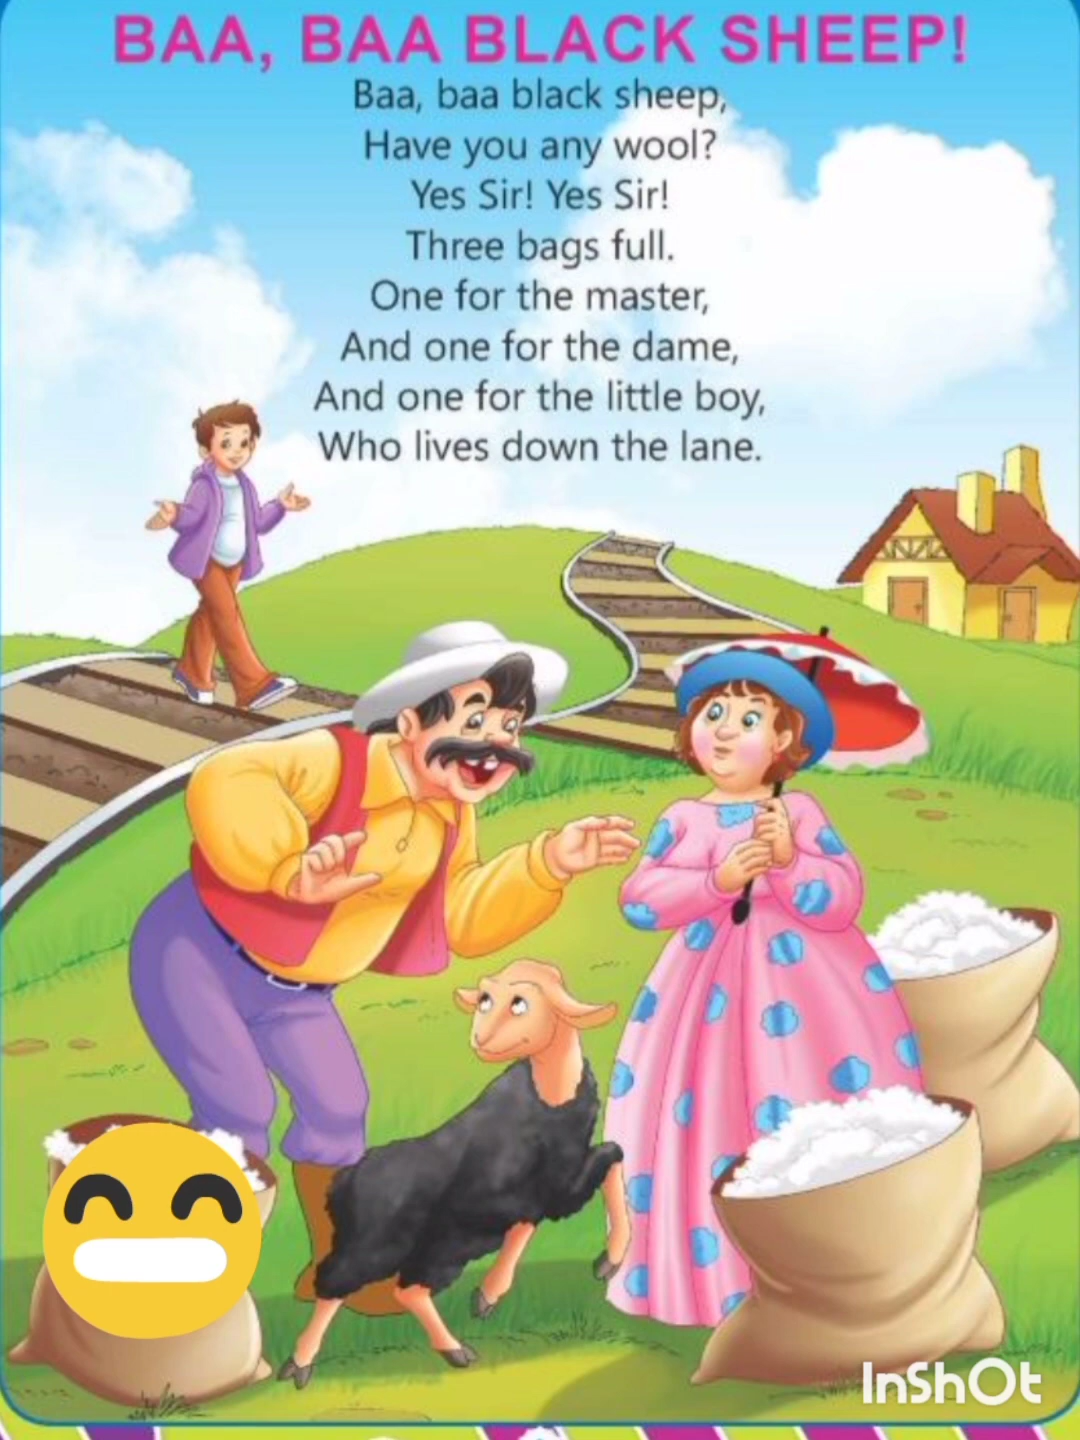 BAA, BAA BLACK SHEEP!
Baa, baa black sheep,
Have you any wool?
Yes Sir! Yes Sir!
Three bags full.
One for the master,
And one for the dame,
And one for the little boy,
Who lives down the lane.
InShOt